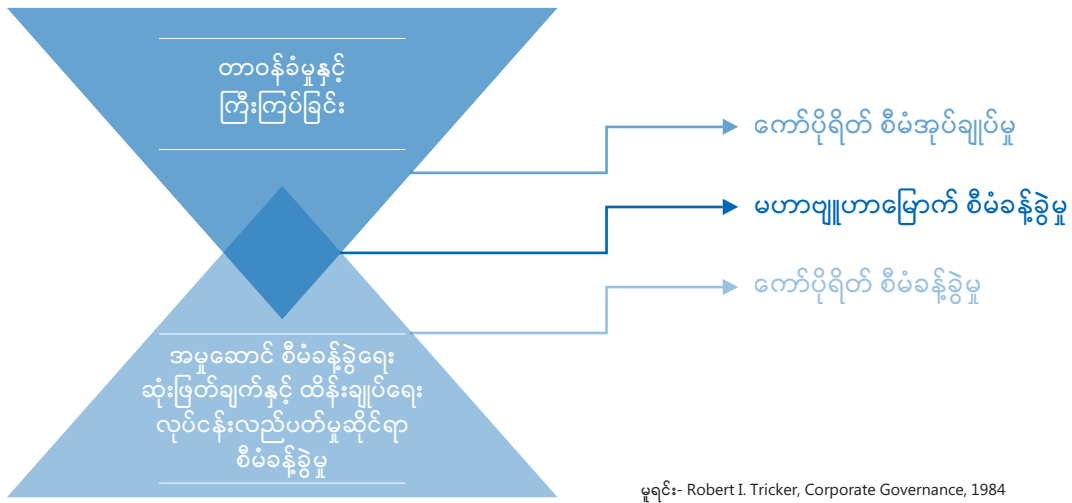 တာဝန်ခံမှုနှင့်
ကြီးကြပ်ခြင်း
ကော်ပိုရိတ် စီမံအုပ်ချုပ်မှု
မဟာဗျူဟာမြောက် စီမံခန့်ခွဲမှု
ကော်ပိုရိတ် စီမံခန့်ခွဲမှု
အမှုဆောင် စီမံခန့်ခွဲရေး
ဆုံးဖြတ်ချက်နှင့် ထိန်းချုပ်ရေး
လုပ်ငန်းလည်ပတ်မှုဆိုင်ရာ
စီမံခန့်ခွဲမှု
မူရင်း- Robert I. Tricker, Corporate Governance, 1984